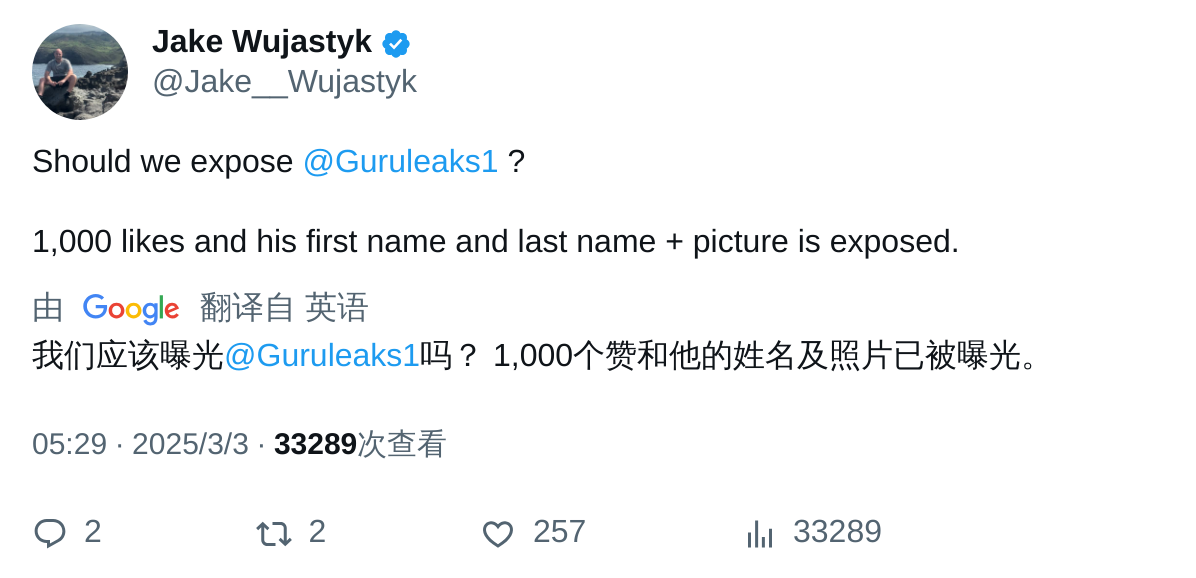 Jake Wujastyk
@Jake__Wujastyk
Should we expose @Guruleaks1 ?
1,000 likes and his first name and last name + picture is exposed.
由 Google 翻译自 英语
我们应该曝光@Guruleaks1吗？ 1,000个赞和他的姓名及照片已被曝光。
05:29 · 2025/3/3 · 33289次查看
2 2 257 33289